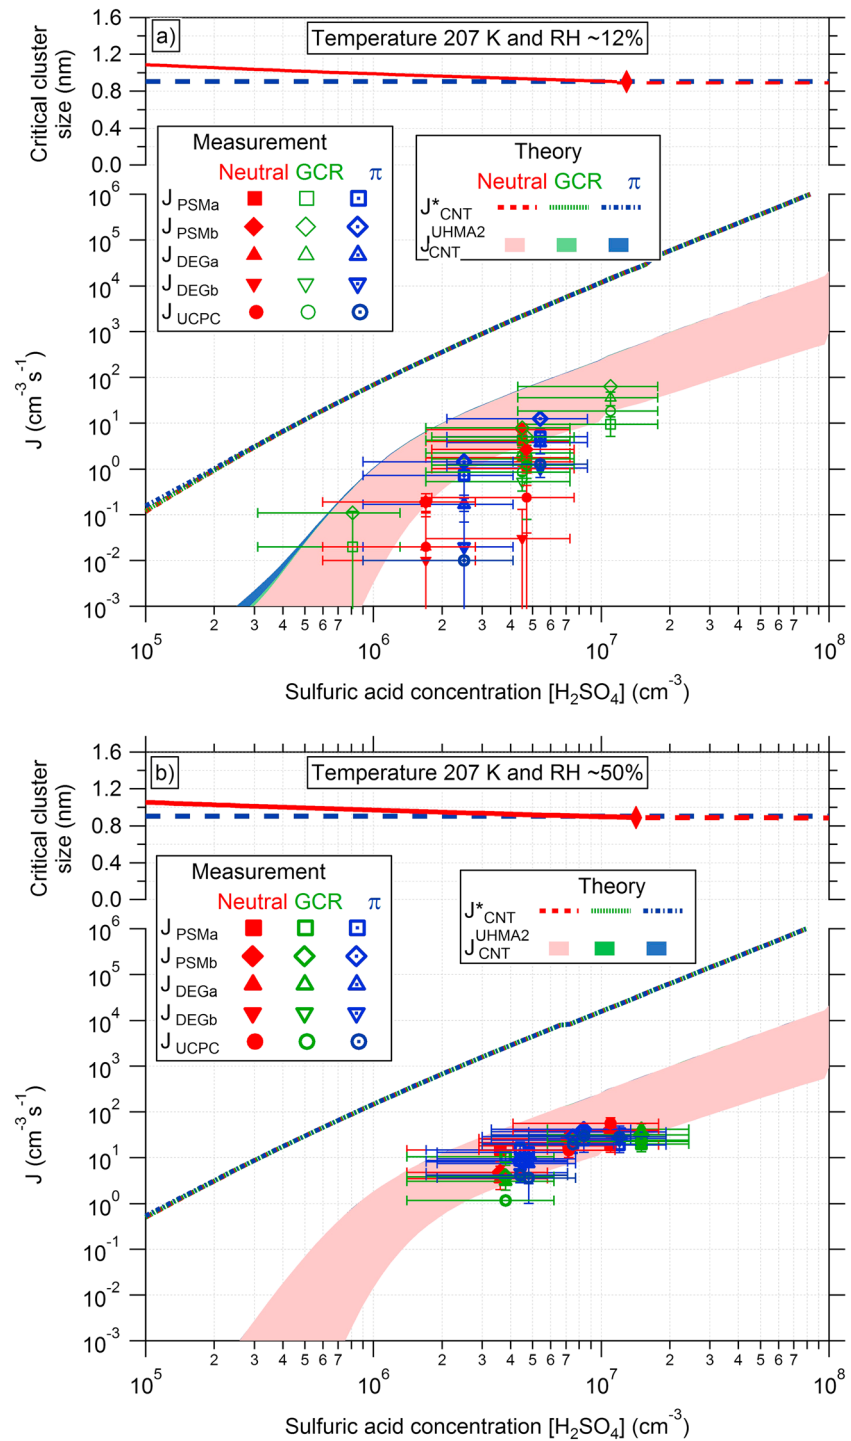 a)
Temperature 207 K and RH ~12%
Critical cluster
size (nm)
1.6
1.2
0.8
0.4
0.0
Measurement
Neutral GCR π
J PSMa
J PSMb
J DEGa
J DEGb
J UCPC
Theory
Neutral GCR π
J*CNT
J UHMA2 CNT
J (cm-3 s-1)
10^6
10^5
10^4
10^3
10^2
10^1
10^0
10^-1
10^-2
10^-3
3 4 5 6 7 2 3 4 5 6 7 2 3 4 5 6 7
10^5 10^6 10^7 10^8
Sulfuric acid concentration [H2SO4] (cm-3)
b)
Temperature 207 K and RH ~50%
Critical cluster
size (nm)
1.6
1.2
0.8
0.4
0.0
Measurement
Neutral GCR π
J PSMa
J PSMb
J DEGa
J DEGb
J UCPC
Theory
J*CNT
J UHMA2 CNT
J (cm-3 s-1)
10^6
10^5
10^4
10^3
10^2
10^1
10^0
10^-1
10^-2
10^-3
3 4 5 6 7 2 3 4 5 6 7 2 3 4 5 6 7
10^5 10^6 10^7 10^8
Sulfuric acid concentration [H2SO4] (cm-3)